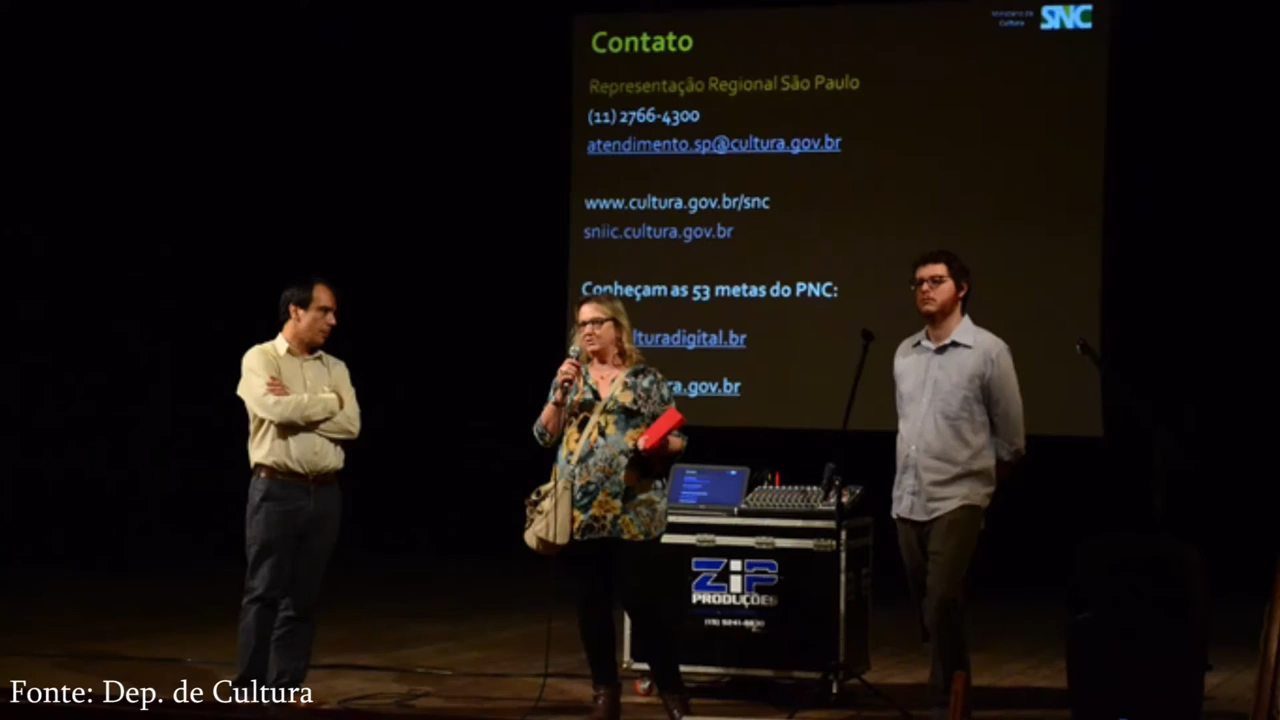 Ministério da
Cultura
SNC
Contato
Representação Regional São Paulo
(11) 2766-4300
atendimento.sp@cultura.gov.br
www.cultura.gov.br/snc
sniic.cultura.gov.br
Conheçam as 53 metas do PNC:
lturadigital.br
ra.gov.br
ZiP
PRODUÇÕES
Fonte: Dep. de Cultura